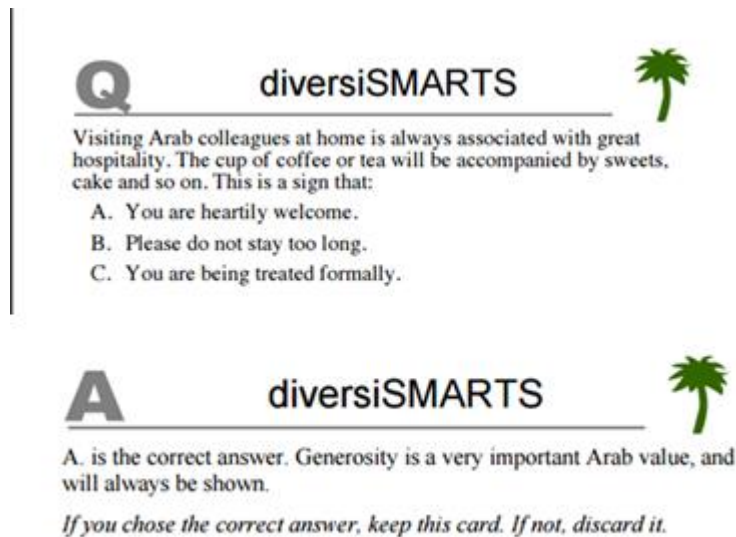 Q diversiSMARTS
Visiting Arab colleagues at home is always associated with great
hospitality. The cup of coffee or tea will be accompanied by sweets,
cake and so on. This is a sign that:
A. You are heartily welcome.
B. Please do not stay too long.
C. You are being treated formally.
A diversiSMARTS
A. is the correct answer. Generosity is a very important Arab value, and
will always be shown.
If you chose the correct answer, keep this card. If not, discard it.